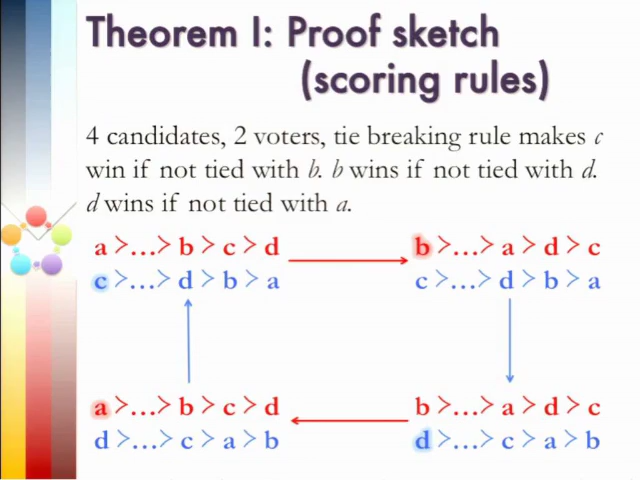 Theorem I: Proof sketch
(scoring rules)
4 candidates, 2 voters, tie breaking rule makes c
win if not tied with b. b wins if not tied with d.
d wins if not tied with a.
a >…> b > c > d b >…> a > d > c
c >…> d > b > a c >…> d > b > a
a >…> b > c > d b >…> a > d > c
d >…> c > a > b d >…> c > a > b